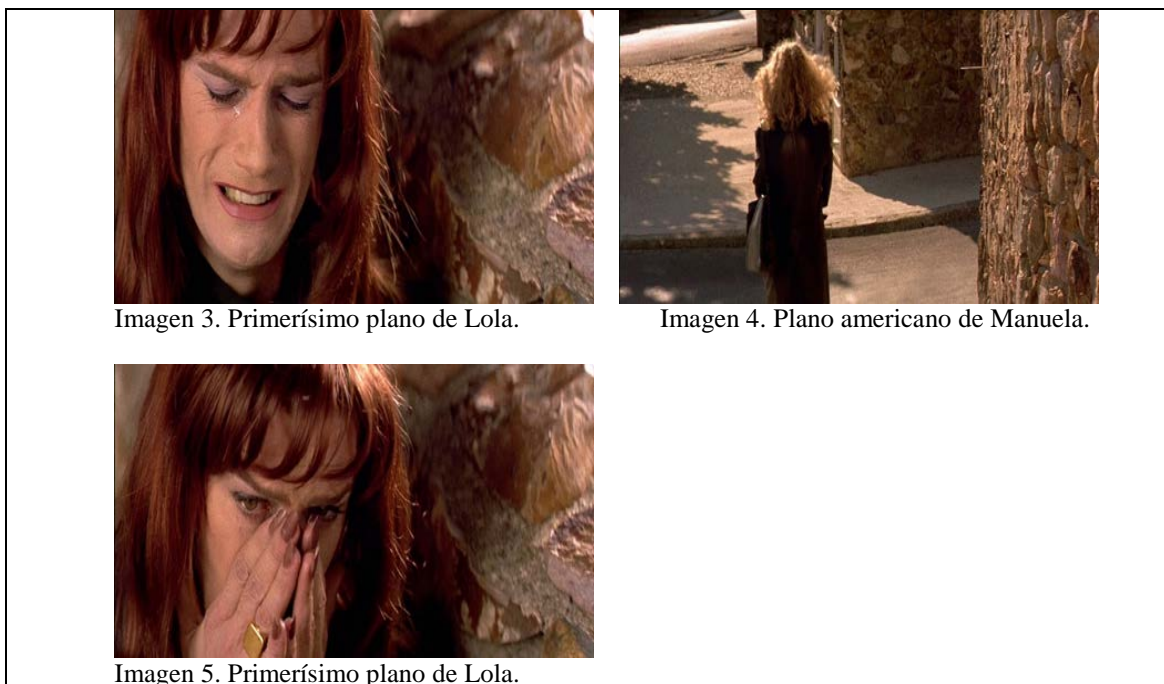 Imagen 3. Primerísimo plano de Lola.
Imagen 4. Plano americano de Manuela.
Imagen 5. Primerísimo plano de Lola.